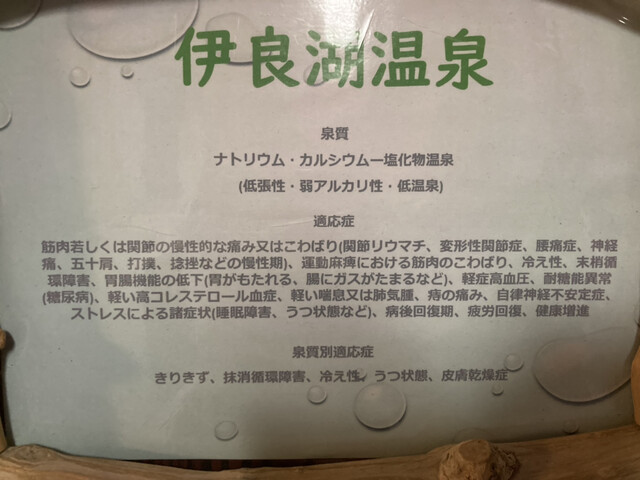 伊良湖温泉
泉質
ナトリウム・カルシウムー塩化物温泉
(低張性・弱アルカリ性・低温泉)
適応症
筋肉若しくは関節の慢性的な痛み又はこわばり(関節リウマチ、変形性関節症、腰痛症、神経
痛、五十肩、打撲、捻挫などの慢性期)、運動麻痺における筋肉のこわばり、冷え性、末梢循
環障害、胃腸機能の低下(胃がもたれる、腸にガスがたまるなど)、軽症高血圧、耐糖能異常
(糖尿病)、軽い高コレステロール血症、軽い喘息又は肺気腫、痔の痛み、自律神経不安定症、
ストレスによる諸症状(睡眠障害、うつ状態など)、病後回復期、疲労回復、健康増進
泉質別適応症
きりきず、抹消循環障害、冷え性、うつ状態、皮膚乾燥症